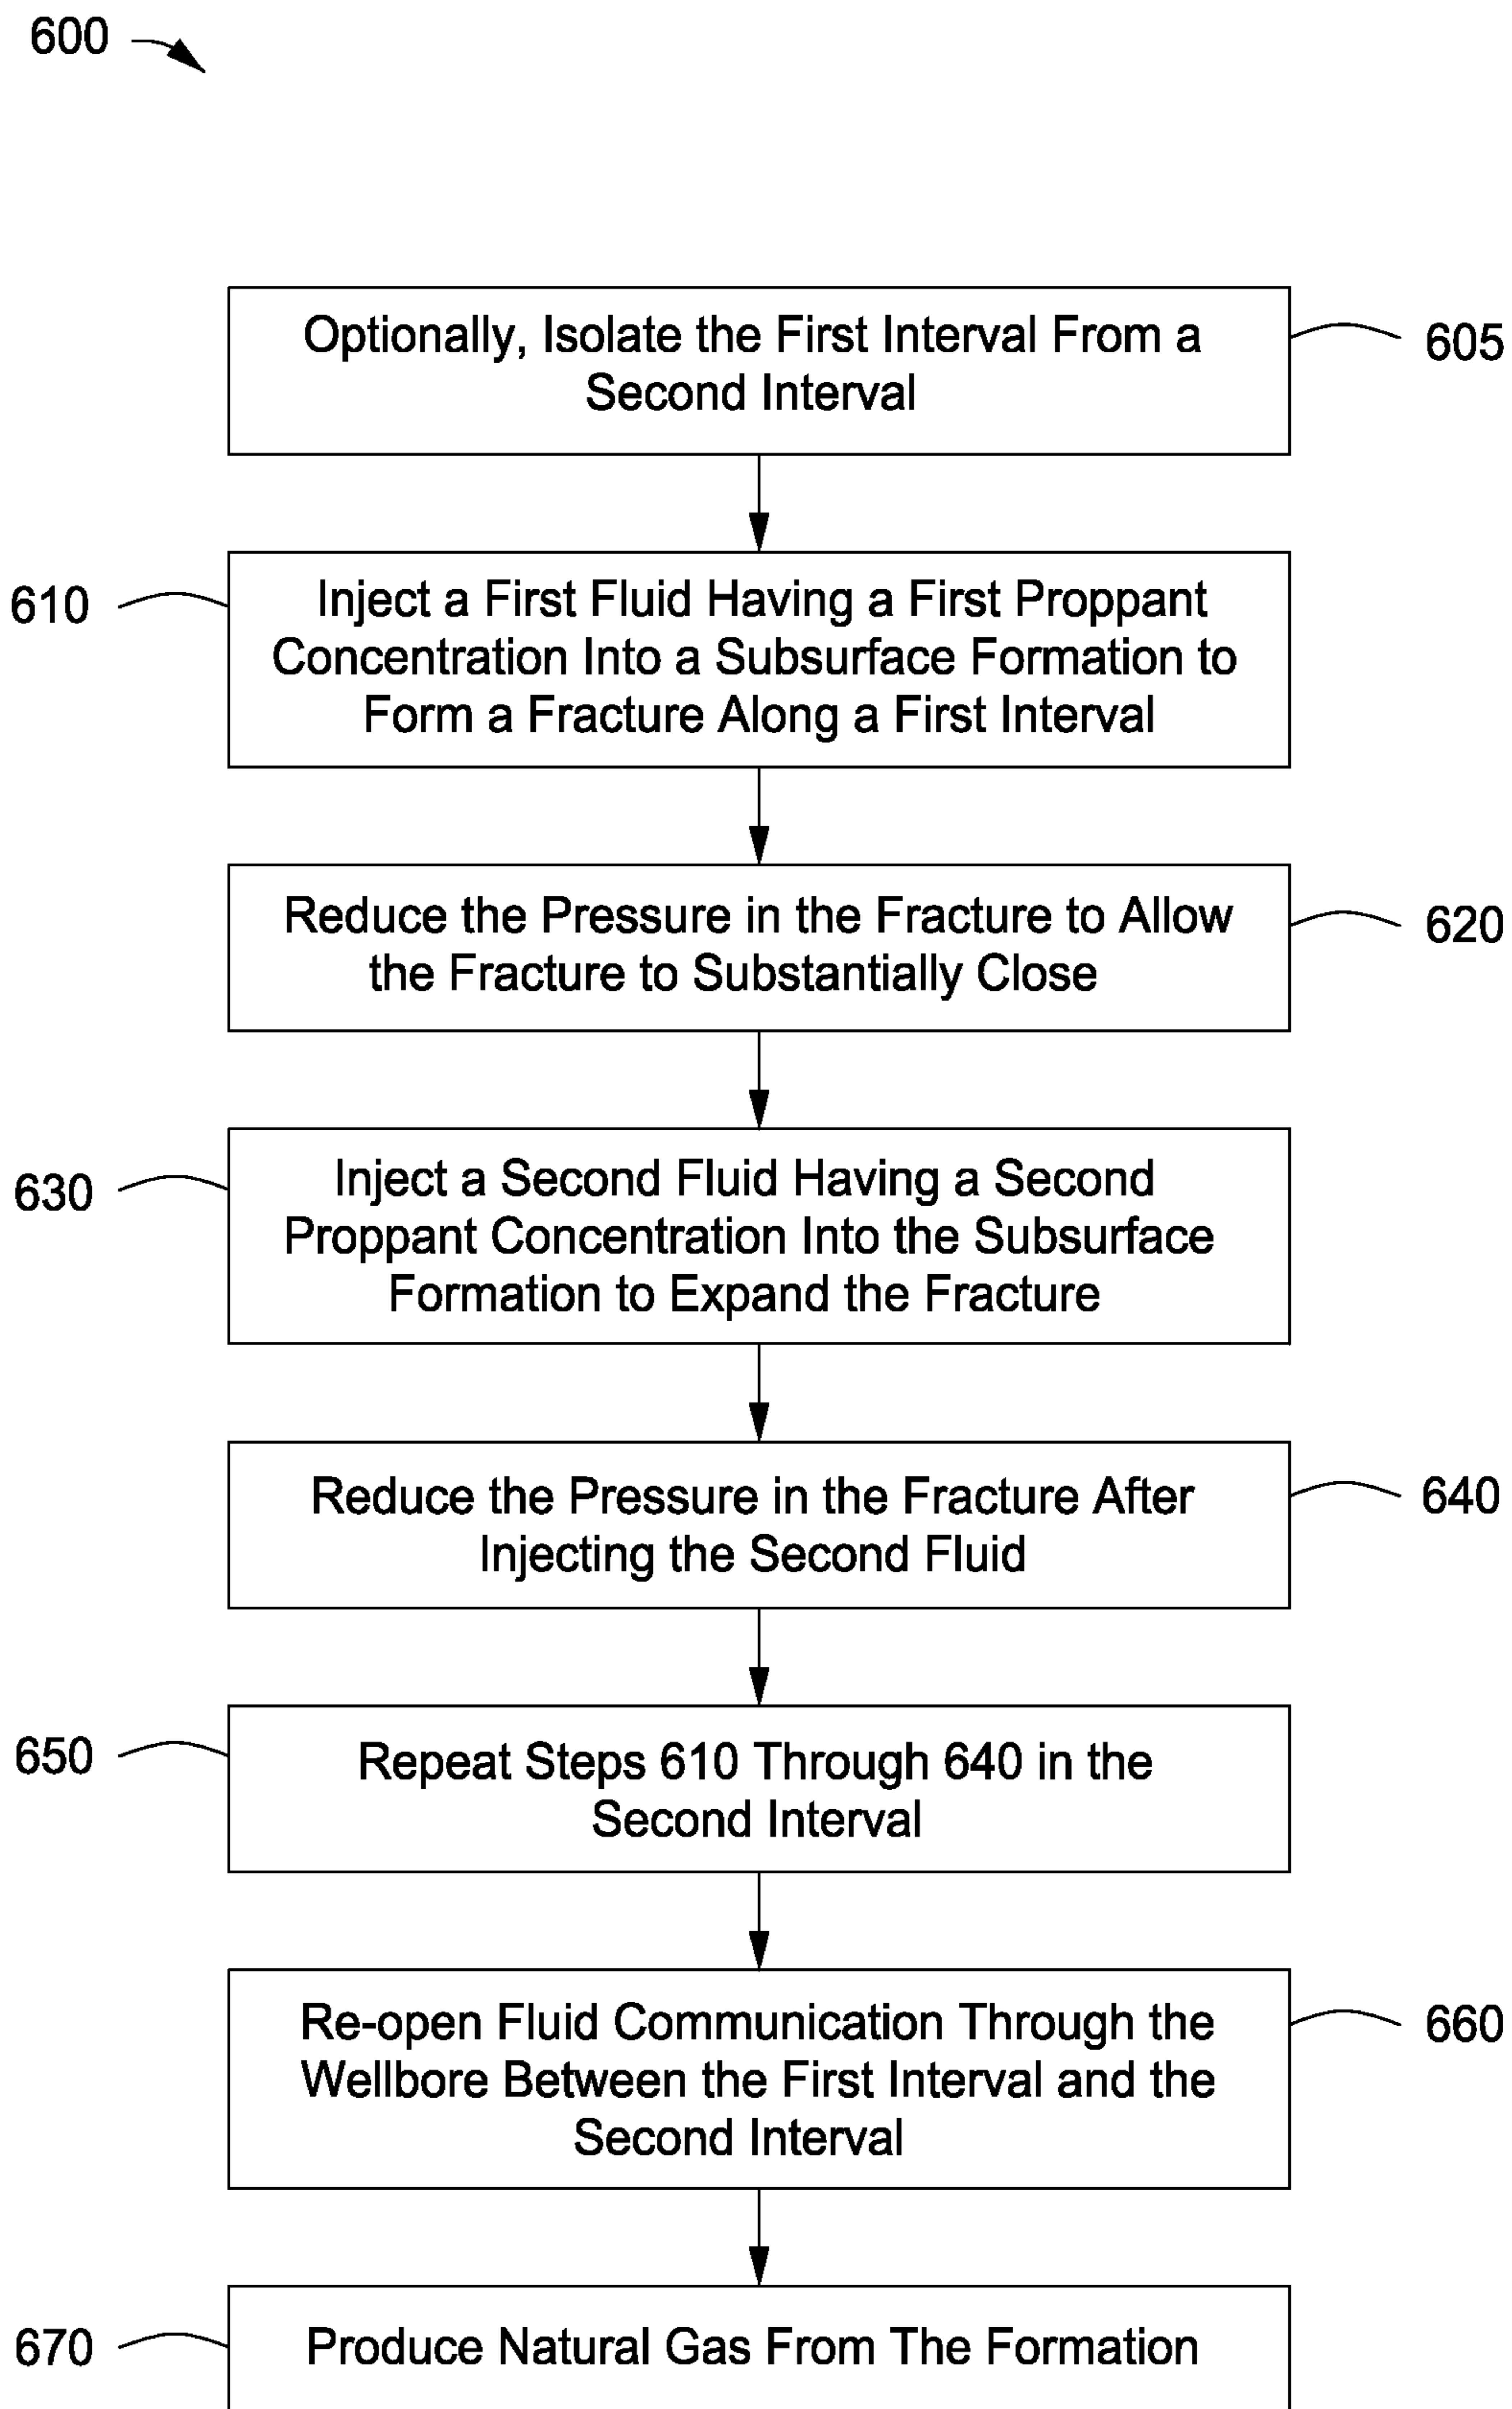 600
Optionally, Isolate the First Interval From a
Second Interval
605
610
Inject a First Fluid Having a First Proppant
Concentration Into a Subsurface Formation to
Form a Fracture Along a First Interval
Reduce the Pressure in the Fracture to Allow
the Fracture to Substantially Close
620
630
Inject a Second Fluid Having a Second
Proppant Concentration Into the Subsurface
Formation to Expand the Fracture
Reduce the Pressure in the Fracture After
Injecting the Second Fluid
640
650
Repeat Steps 610 Through 640 in the
Second Interval
Re-open Fluid Communication Through the
Wellbore Between the First Interval and the
Second Interval
660
670
Produce Natural Gas From The Formation